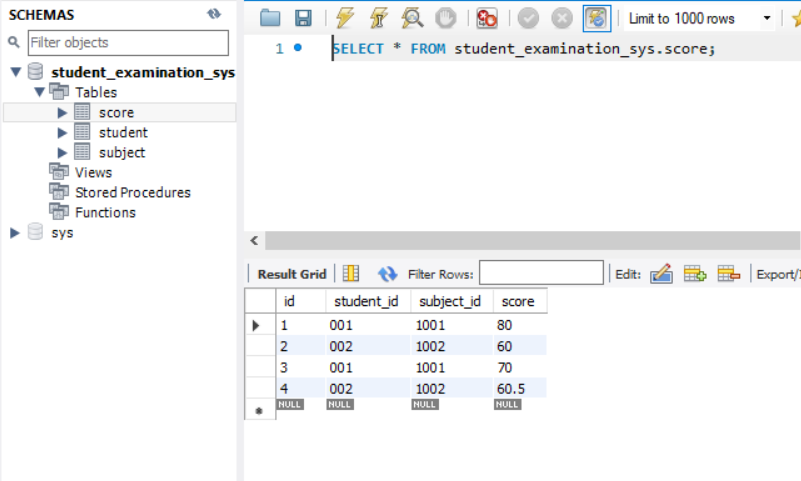 SCHEMAS
Filter objects
student_examination_sys
Tables
score
student
subject
Views
Stored Procedures
Functions
sys
Limit to 1000 rows
1 SELECT * FROM student_examination_sys.score;
Result Grid Filter Rows: Edit: Export/
id student_id subject_id score
1 001 1001 80
2 002 1002 60
3 001 1001 70
4 002 1002 60.5
NULL NULL NULL NULL